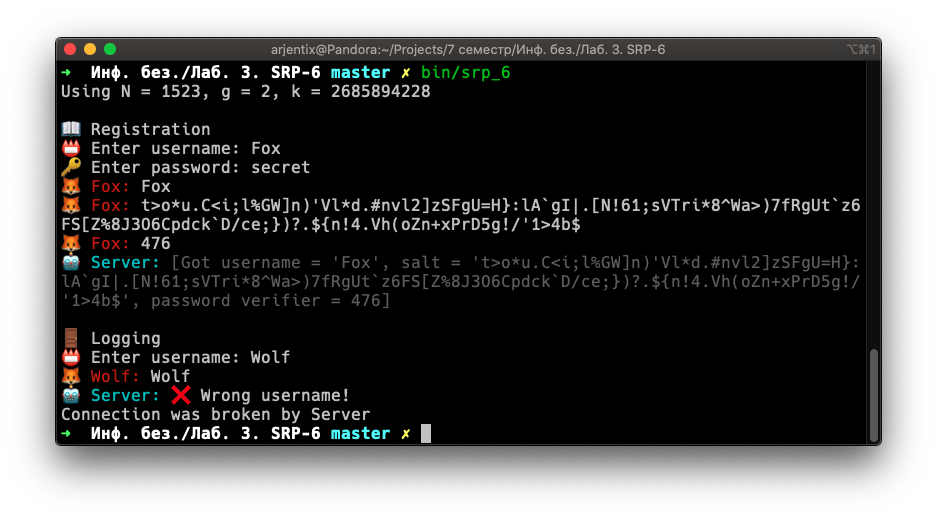 arjentix@Pandora:~/Projects/7 семестр/Инф. без./Лаб. 3. SRP-6 ⌥⌘1
➜ Инф. без./Лаб. 3. SRP-6 master ✗ bin/srp_6
Using N = 1523, g = 2, k = 2685894228
📖 Registration
📛 Enter username: Fox
🔑 Enter password: secret
🦊 Fox: Fox
🦊 Fox: t>o*u.C<i;l%GW]n)'Vl*d.#nvl2]zSFgU=H}:lA`gI|.[N!61;sVTri*8^Wa>)7fRgUt`z6
FS[Z%8J3O6Cpdck`D/ce;})?.${n!4.Vh(oZn+xPrD5g!/'1>4b$
🦊 Fox: 476
🤖 Server: [Got username = 'Fox', salt = 't>o*u.C<i;l%GW]n)'Vl*d.#nvl2]zSFgU=H}:
lA`gI|.[N!61;sVTri*8^Wa>)7fRgUt`z6FS[Z%8J3O6Cpdck`D/ce;})?.${n!4.Vh(oZn+xPrD5g!/
'1>4b$', password verifier = 476]
🚪 Logging
📛 Enter username: Wolf
🦊 Wolf: Wolf
🤖 Server: ❌ Wrong username!
Connection was broken by Server
➜ Инф. без./Лаб. 3. SRP-6 master ✗